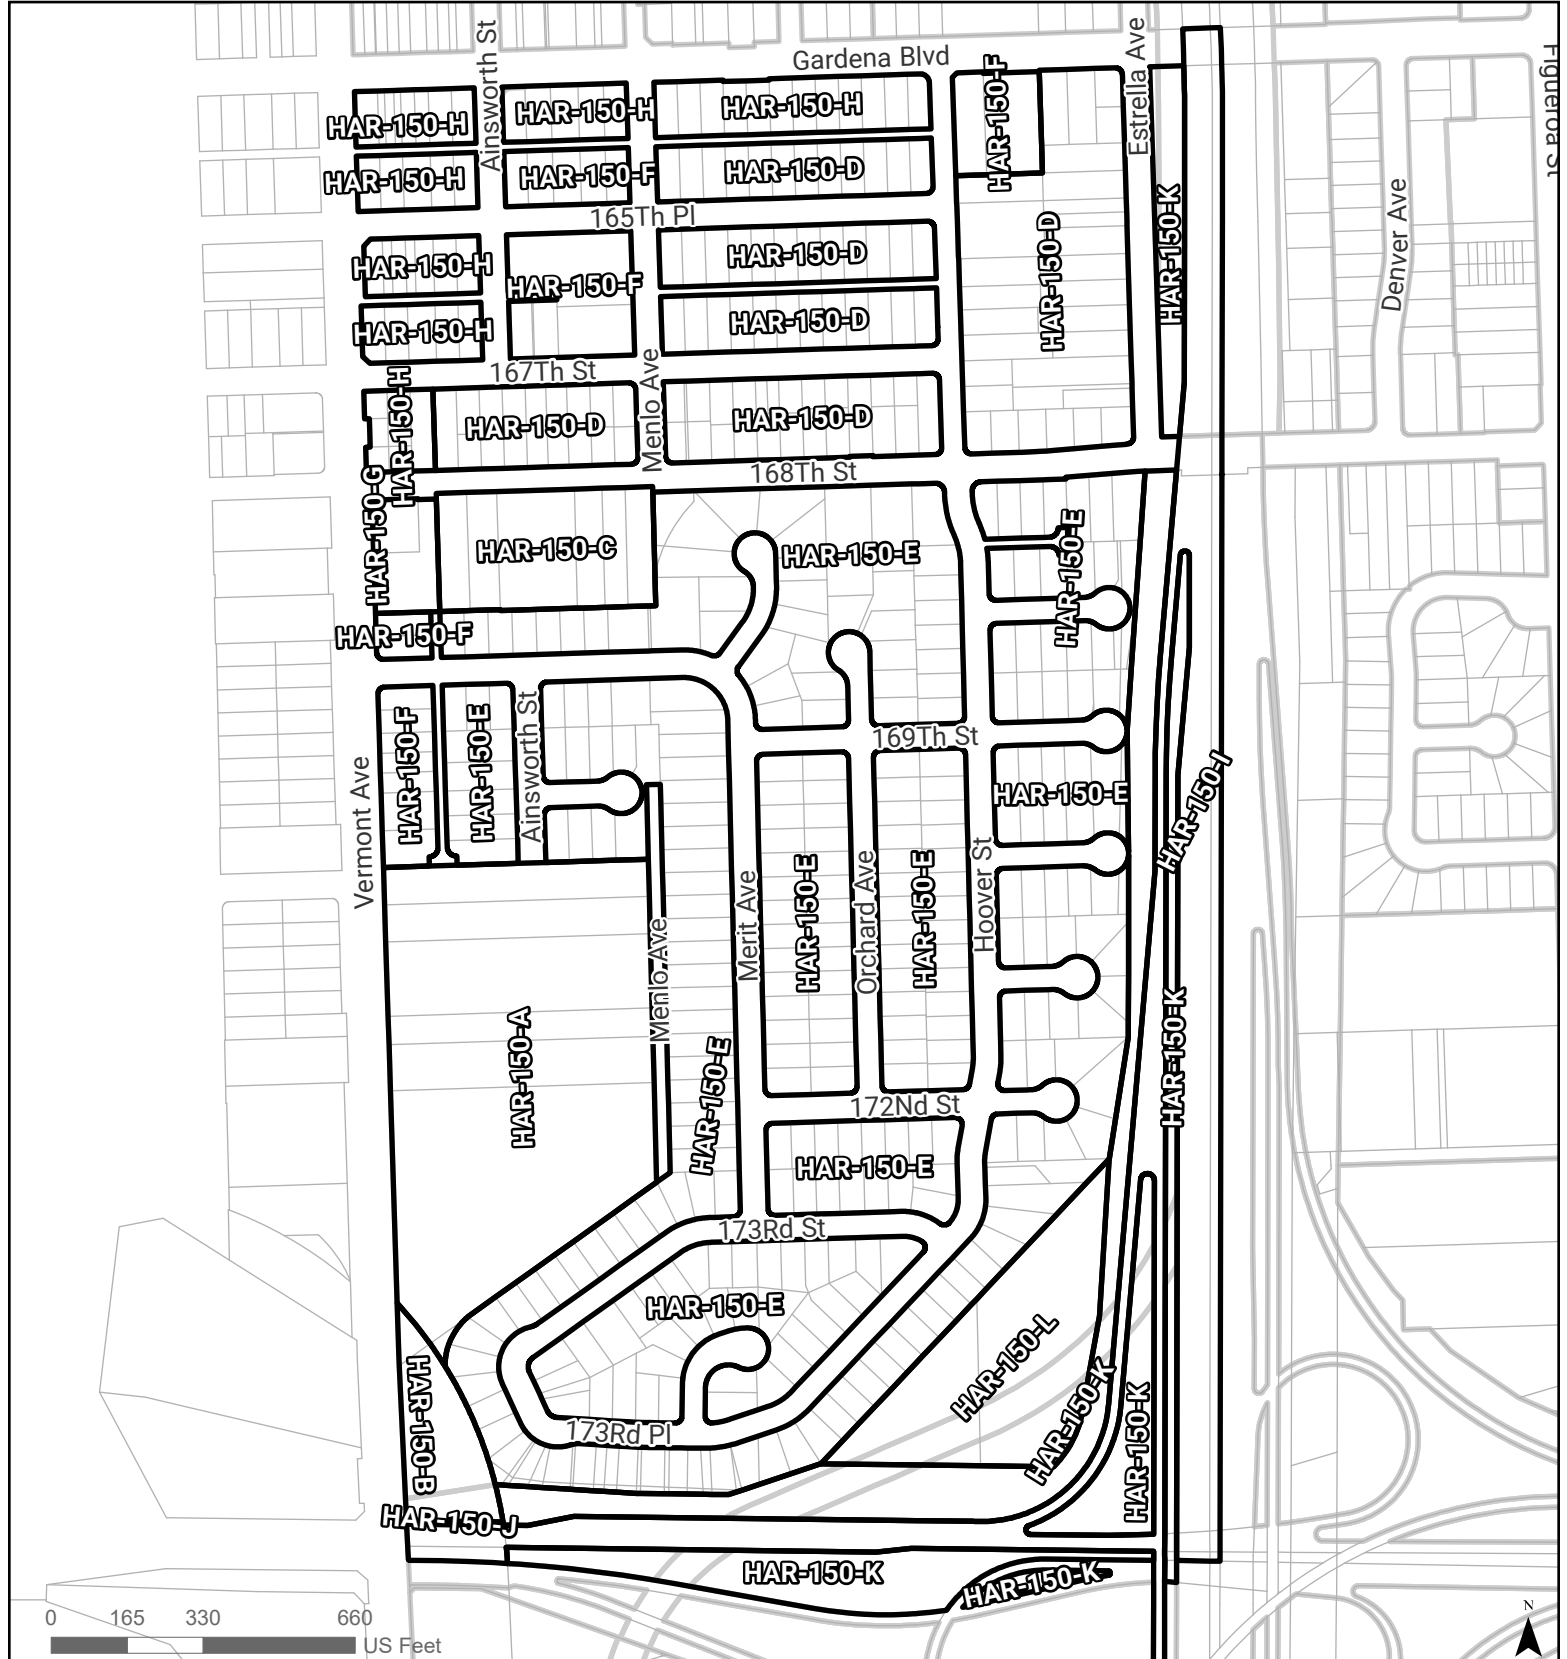 Ainsworth St
Gardena Blvd
Estrella Ave
Figueroa St
HAR-150-H
HAR-150-H
HAR-150-H
HAR-150-F
HAR-150-H
HAR-150-F
HAR-150-D
165Th Pl
HAR-150-K
Denver Ave
HAR-150-H
HAR-150-F
HAR-150-D
HAR-150-D
HAR-150-H
HAR-150-D
167Th St
Menlo Ave
HAR-150-H
HAR-150-D
HAR-150-D
168Th St
HAR-150-G
HAR-150-C
HAR-150-E
HAR-150-E
HAR-150-F
169Th St
Vermont Ave
HAR-150-F
HAR-150-E
Ainsworth St
HAR-150-E
HAR-150-I
Merit Ave
HAR-150-E
Orchard Ave
HAR-150-E
Hoover St
Menlo Ave
HAR-150-A
HAR-150-E
HAR-150-K
172Nd St
HAR-150-E
173Rd St
HAR-150-E
HAR-150-L
HAR-150-B
173Rd Pl
HAR-150-K
HAR-150-K
HAR-150-J
HAR-150-K
HAR-150-K
0 165 330 660
US Feet
N